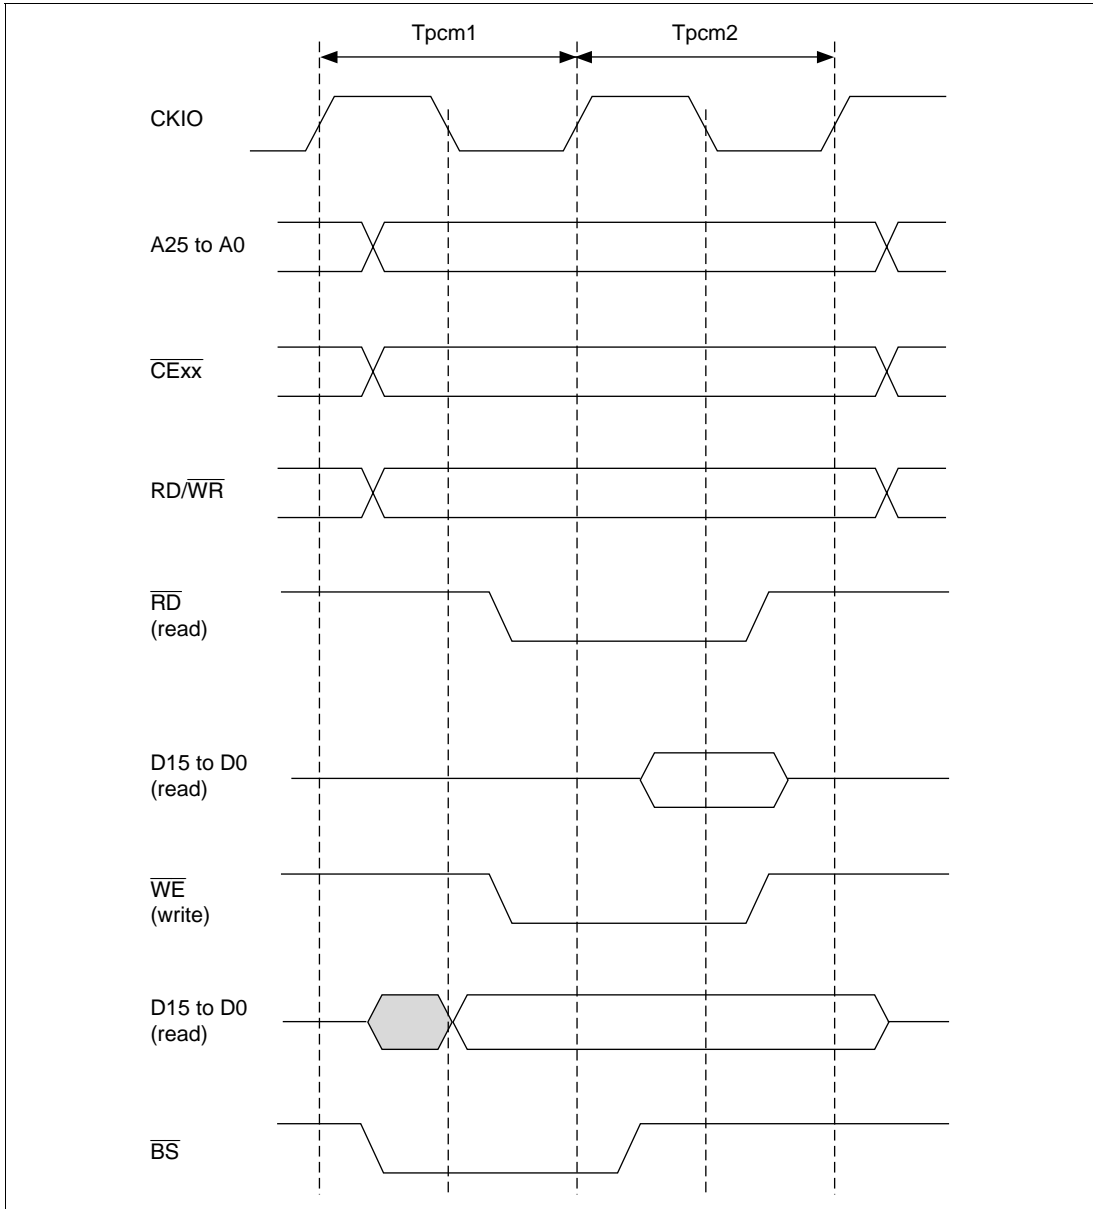 Tpcm1 Tpcm2
CKIO
A25 to A0
CExx
RD/WR
RD
(read)
D15 to D0
(read)
WE
(write)
D15 to D0
(read)
BS